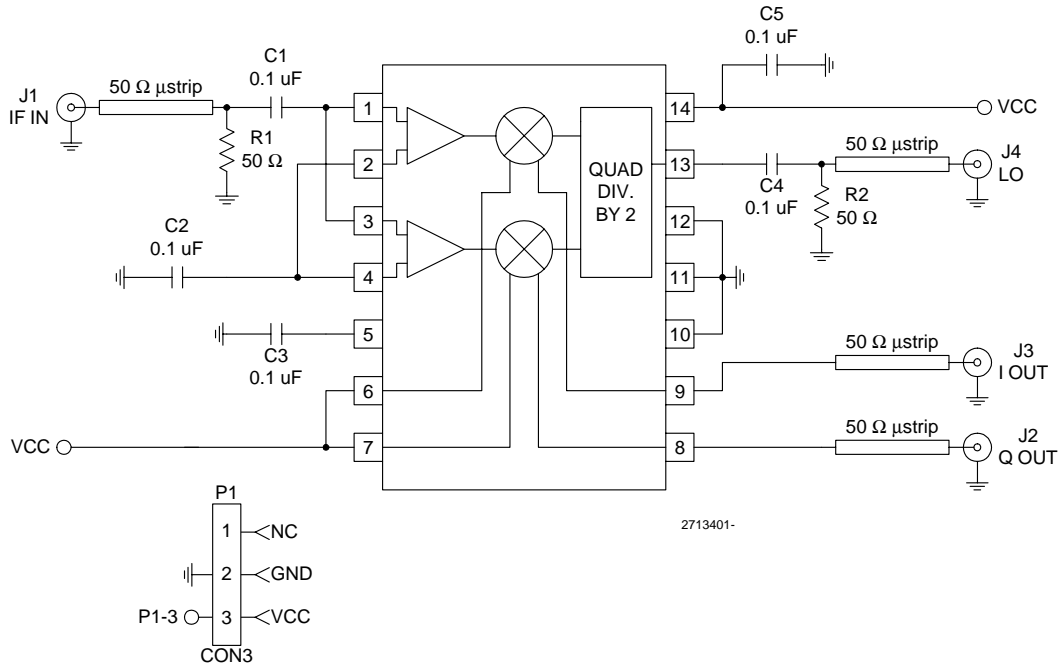 C5
0.1 uF
C1
0.1 uF
50 Ω µstrip
J1
IF IN
R1
50 Ω
1
14
VCC
2
13
QUAD
DIV.
BY 2
C4
0.1 uF
50 Ω µstrip
J4
LO
R2
50 Ω
3
12
C2
0.1 uF
4
11
5
10
C3
0.1 uF
50 Ω µstrip
J3
I OUT
6
9
VCC
7
8
50 Ω µstrip
J2
Q OUT
2713401-
P1
1
NC
2
GND
P1-3
3
VCC
CON3